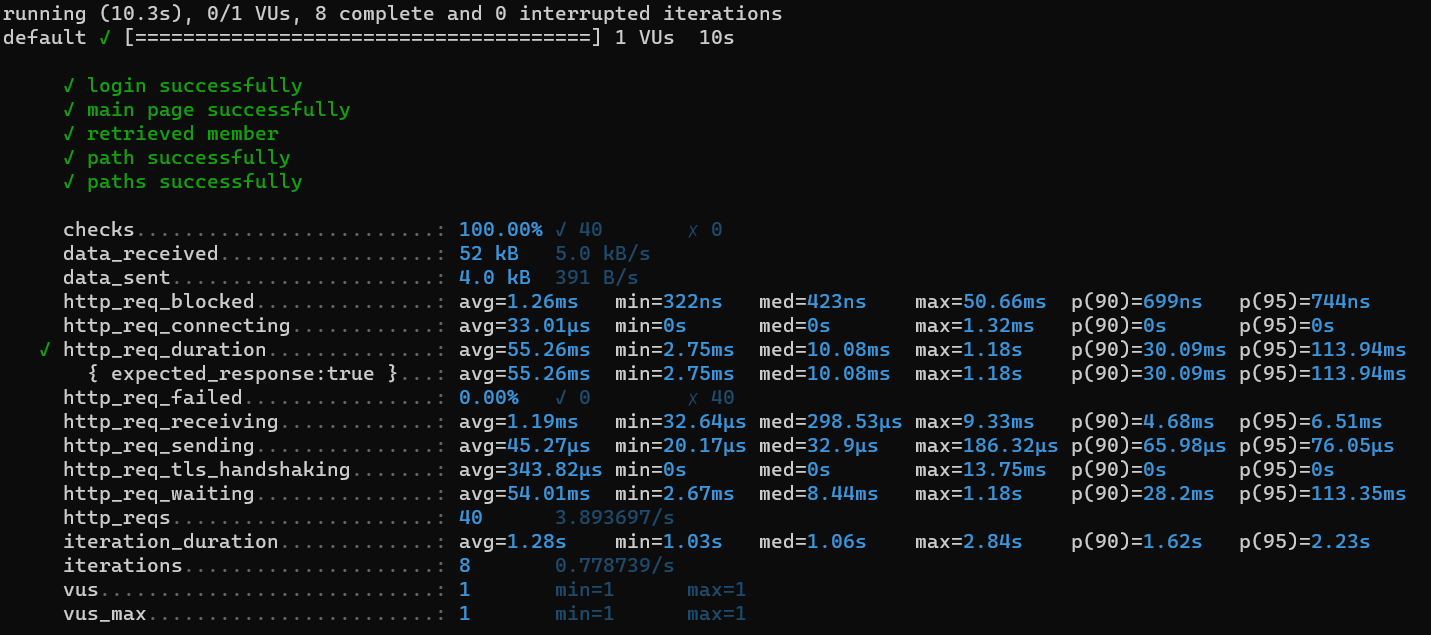 running (10.3s), 0/1 VUs, 8 complete and 0 interrupted iterations
default ✓ [======================================] 1 VUs  10s
✓ login successfully
✓ main page successfully
✓ retrieved member
✓ path successfully
✓ paths successfully
checks.........................: 100.00% ✓ 40       ✗ 0
data_received..................: 52 kB   5.0 kB/s
data_sent......................: 4.0 kB  391 B/s
http_req_blocked...............: avg=1.26ms   min=322ns   med=423ns    max=50.66ms  p(90)=699ns   p(95)=744ns
http_req_connecting............: avg=33.01µs  min=0s      med=0s       max=1.32ms   p(90)=0s      p(95)=0s
✓ http_req_duration..............: avg=55.26ms  min=2.75ms  med=10.08ms  max=1.18s    p(90)=30.09ms p(95)=113.94ms
{ expected_response:true }...: avg=55.26ms  min=2.75ms  med=10.08ms  max=1.18s    p(90)=30.09ms p(95)=113.94ms
http_req_failed................: 0.00%   ✓ 0        ✗ 40
http_req_receiving.............: avg=1.19ms   min=32.64µs med=298.53µs max=9.33ms   p(90)=4.68ms  p(95)=6.51ms
http_req_sending...............: avg=45.27µs  min=20.17µs med=32.9µs   max=186.32µs p(90)=65.98µs p(95)=76.05µs
http_req_tls_handshaking.......: avg=343.82µs min=0s      med=0s       max=13.75ms  p(90)=0s      p(95)=0s
http_req_waiting...............: avg=54.01ms  min=2.67ms  med=8.44ms   max=1.18s    p(90)=28.2ms  p(95)=113.35ms
http_reqs......................: 40      3.893697/s
iteration_duration.............: avg=1.28s    min=1.03s   med=1.06s    max=2.84s    p(90)=1.62s   p(95)=2.23s
iterations.....................: 8       0.778739/s
vus............................: 1       min=1      max=1
vus_max........................: 1       min=1      max=1